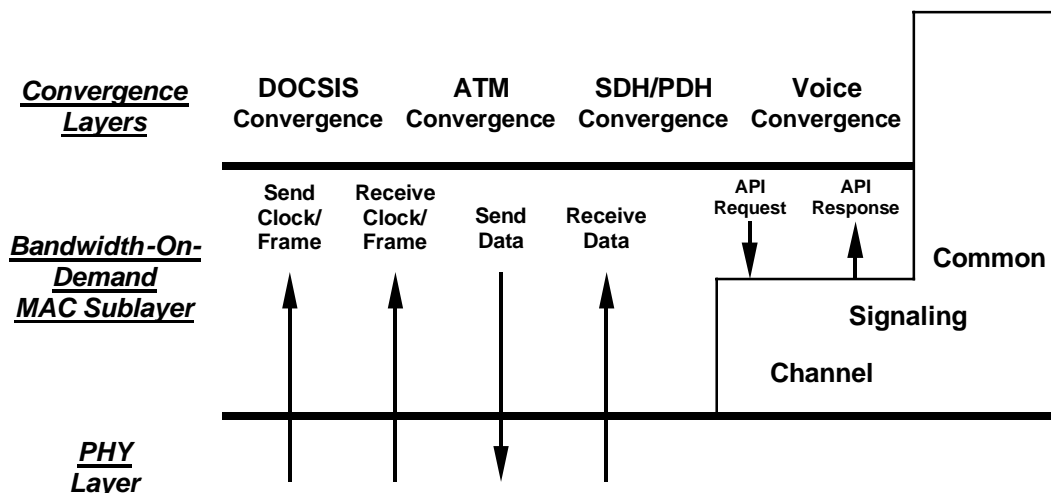 Convergence
Layers
DOCSIS
Convergence
ATM
Convergence
SDH/PDH
Convergence
Voice
Convergence
Bandwidth-On-
Demand
MAC Sublayer
Send
Clock/
Frame
Receive
Clock/
Frame
Send
Data
Receive
Data
API
Request
API
Response
Common
Signaling
Channel
PHY
Layer